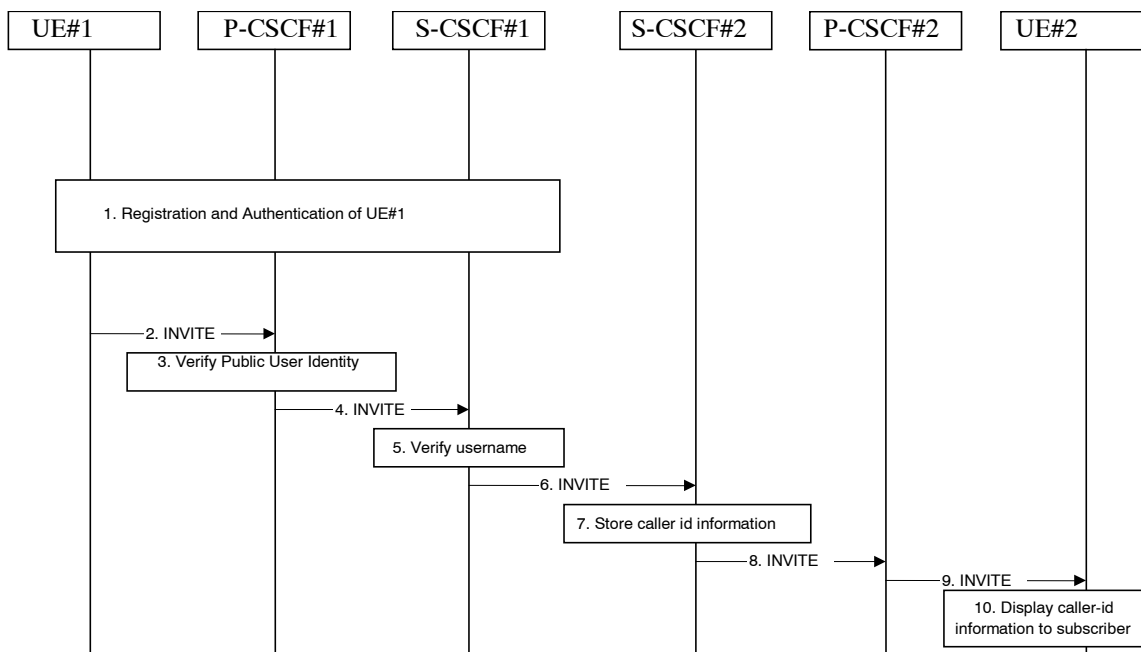 UE#1
P-CSCF#1
S-CSCF#1
S-CSCF#2
P-CSCF#2
UE#2
1. Registration and Authentication of UE#1
2. INVITE
3. Verify Public User Identity
4. INVITE
5. Verify username
6. INVITE
7. Store caller id information
8. INVITE
9. INVITE
10. Display caller-id
information to subscriber